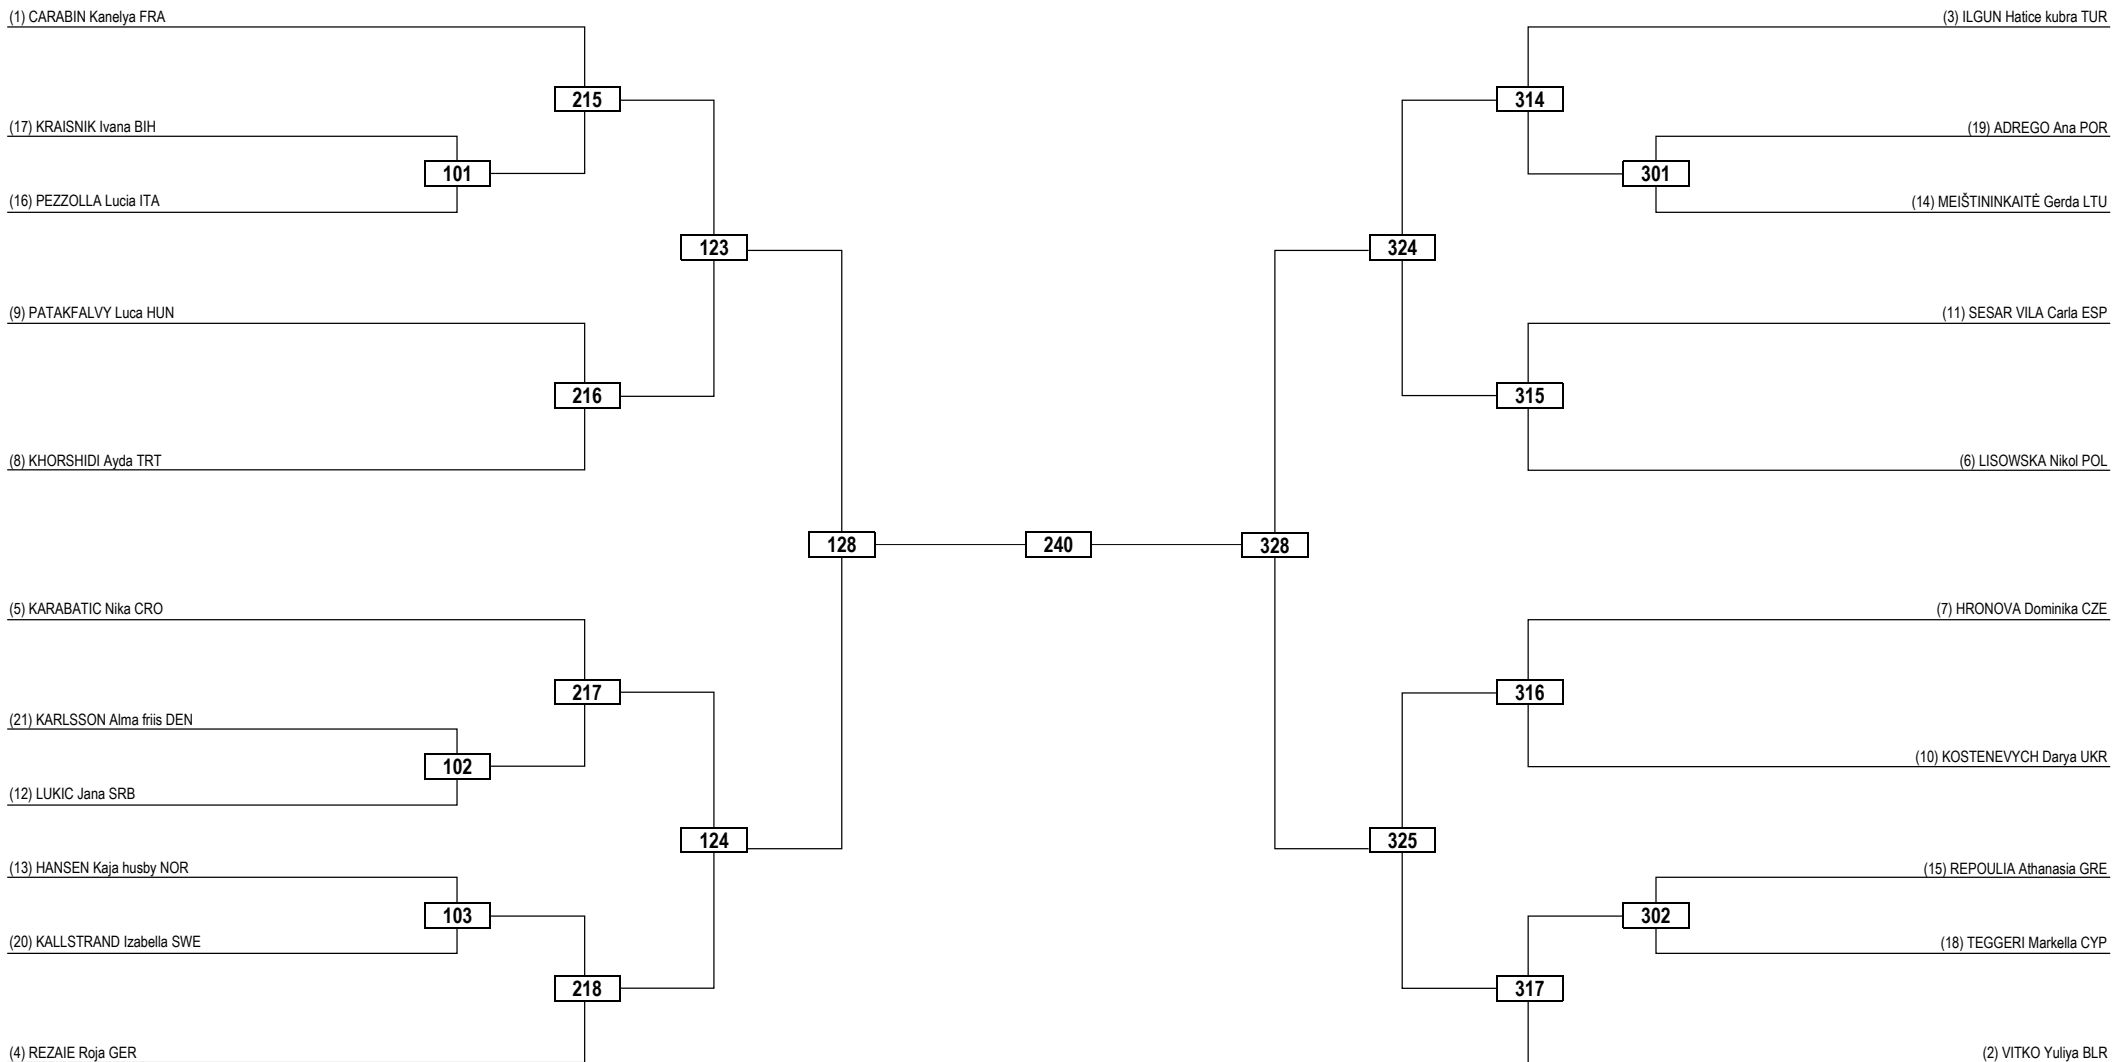 (1) CARABIN Kanelya FRA
(3) ILGUN Hatice kubra TUR
215
314
(17) KRAISNIK Ivana BIH
(19) ADREGO Ana POR
101
301
(16) PEZZOLLA Lucia ITA
(14) MEIŠTININKAITĖ Gerda LTU
123
324
(9) PATAKFALVY Luca HUN
(11) SESAR VILA Carla ESP
216
315
(8) KHORSHIDI Ayda TRT
(6) LISOWSKA Nikol POL
128
240
328
(5) KARABATIC Nika CRO
(7) HRONOVA Dominika CZE
217
316
(21) KARLSSON Alma friis DEN
(10) KOSTENEVYCH Darya UKR
102
(12) LUKIC Jana SRB
124
325
(13) HANSEN Kaja husby NOR
(15) REPOULIA Athanasia GRE
103
302
(20) KALLSTRAND Izabella SWE
(18) TEGGERI Markella CYP
218
317
(4) REZAIE Roja GER
(2) VITKO Yuliya BLR